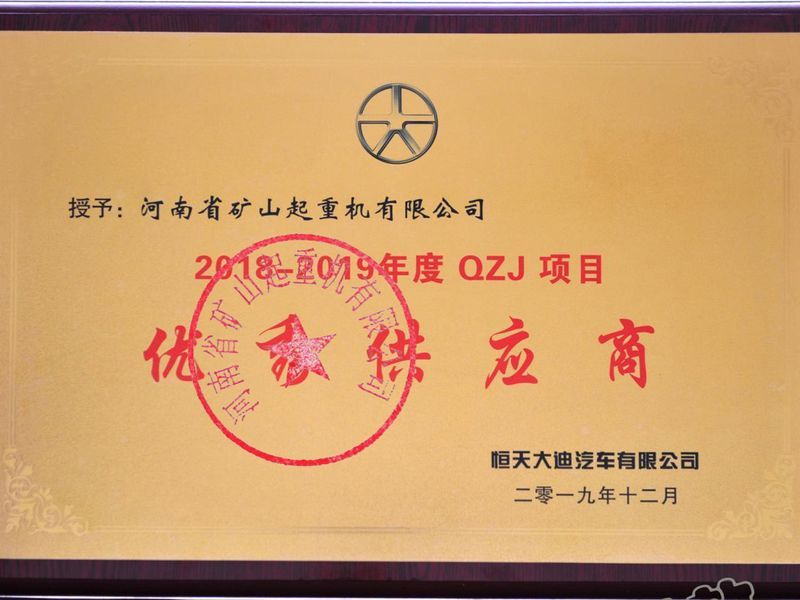 授予：河南省矿山起重机有限公司
2018-2019年度 QZJ 项目
优秀供应商
河南省矿山起重机有限公司
恒天大迪汽车有限公司
二零一九年十二月